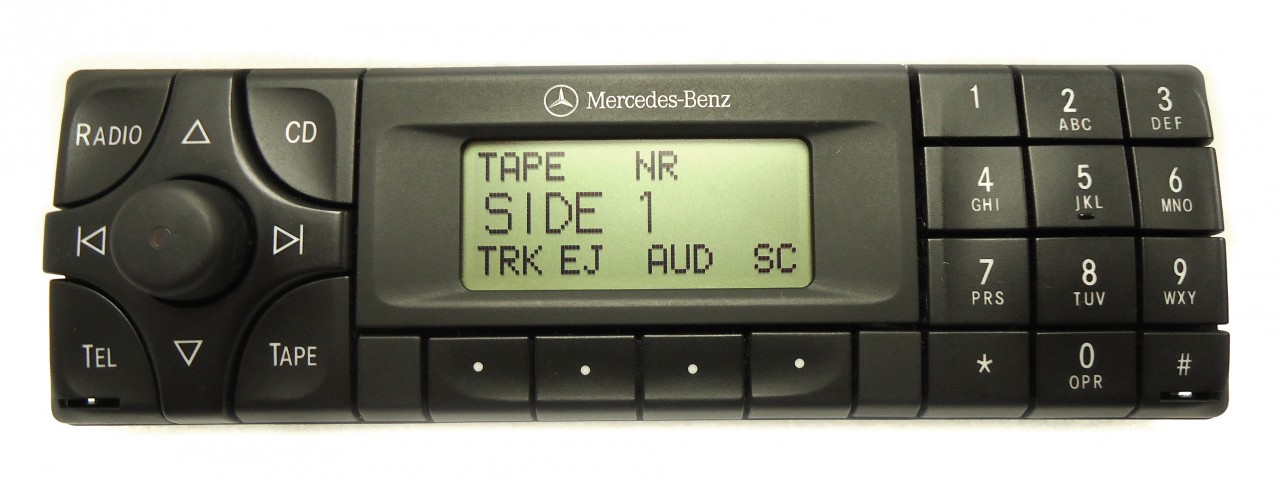 Mercedes-Benz
RADIO
CD
TEL
TAPE
TAPE NR
SIDE 1
TRK EJ AUD SC
1
2
ABC
3
DEF
4
GHI
5
JKL
6
MNO
7
PRS
8
TUV
9
WXY
*
0
OPR
#